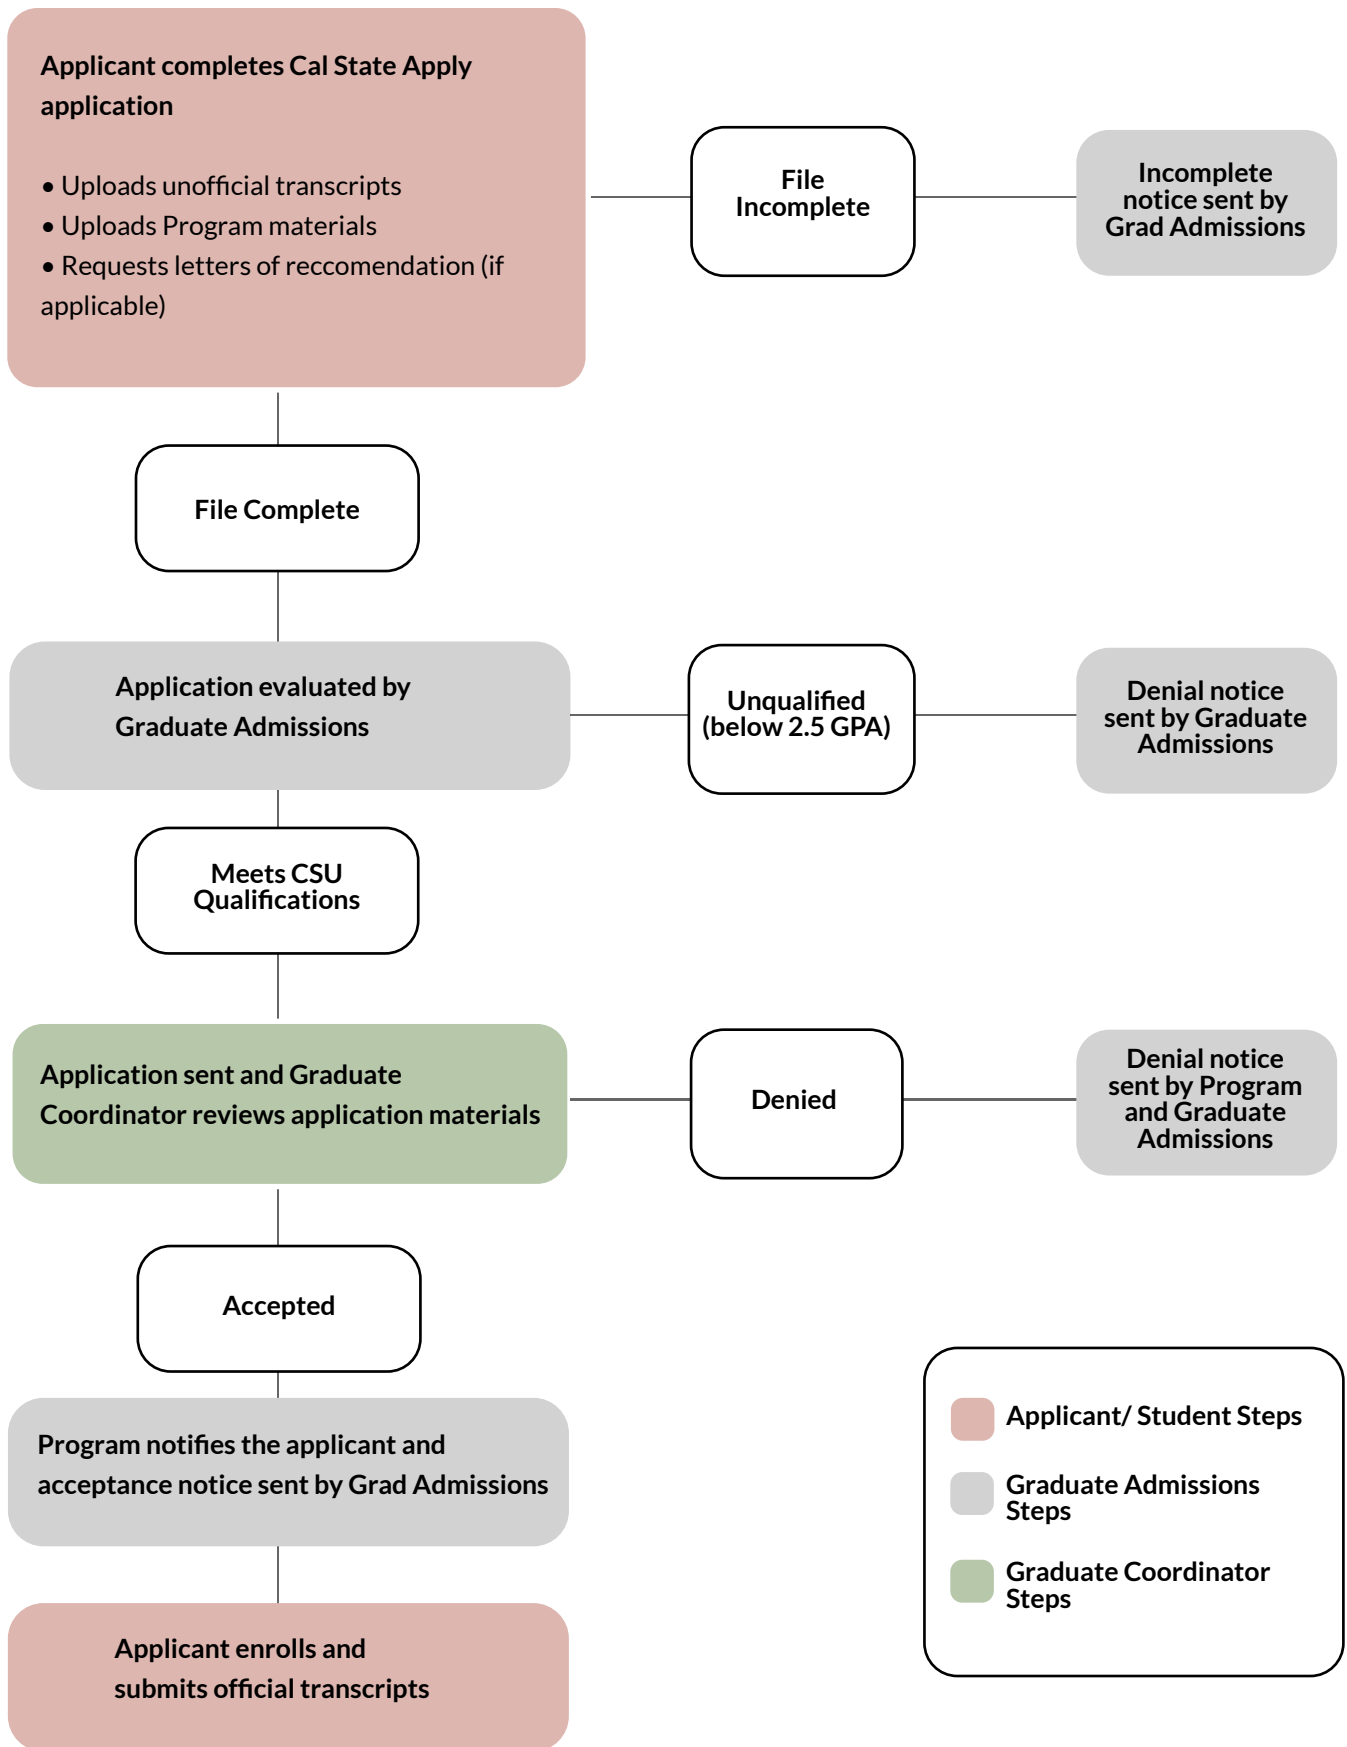 Applicant completes Cal State Apply
application
• Uploads unofficial transcripts
• Uploads Program materials
• Requests letters of reccomendation (if
applicable)
File
Incomplete
Incomplete
notice sent by
Grad Admissions
File Complete
Application evaluated by
Graduate Admissions
Unqualified
(below 2.5 GPA)
Denial notice
sent by Graduate
Admissions
Meets CSU
Qualifications
Application sent and Graduate
Coordinator reviews application materials
Denied
Denial notice
sent by Program
and Graduate
Admissions
Accepted
Program notifies the applicant and
acceptance notice sent by Grad Admissions
Applicant enrolls and
submits official transcripts
Applicant/ Student Steps
Graduate Admissions
Steps
Graduate Coordinator
Steps